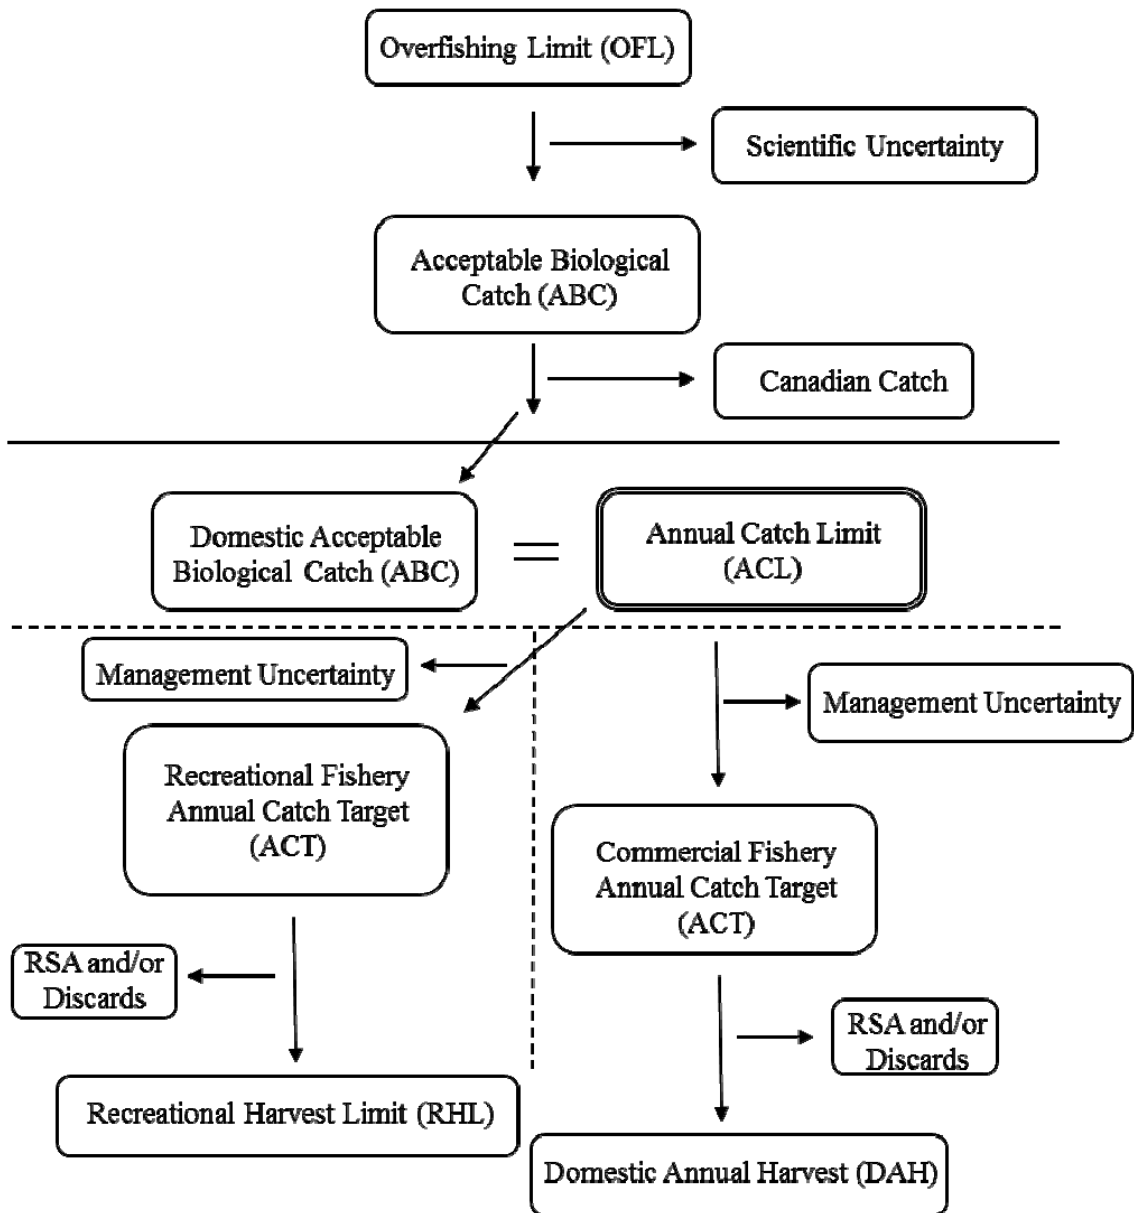 Overfishing Limit (OFL)
Scientific Uncertainty
Acceptable Biological
Catch (ABC)
Canadian Catch
Domestic Acceptable
Biological Catch (ABC)
=
Annual Catch Limit
(ACL)
Management Uncertainty
Management Uncertainty
Recreational Fishery
Annual Catch Target
(ACT)
Commercial Fishery
Annual Catch Target
(ACT)
RSA and/or
Discards
RSA and/or
Discards
Recreational Harvest Limit (RHL)
Domestic Annual Harvest (DAH)